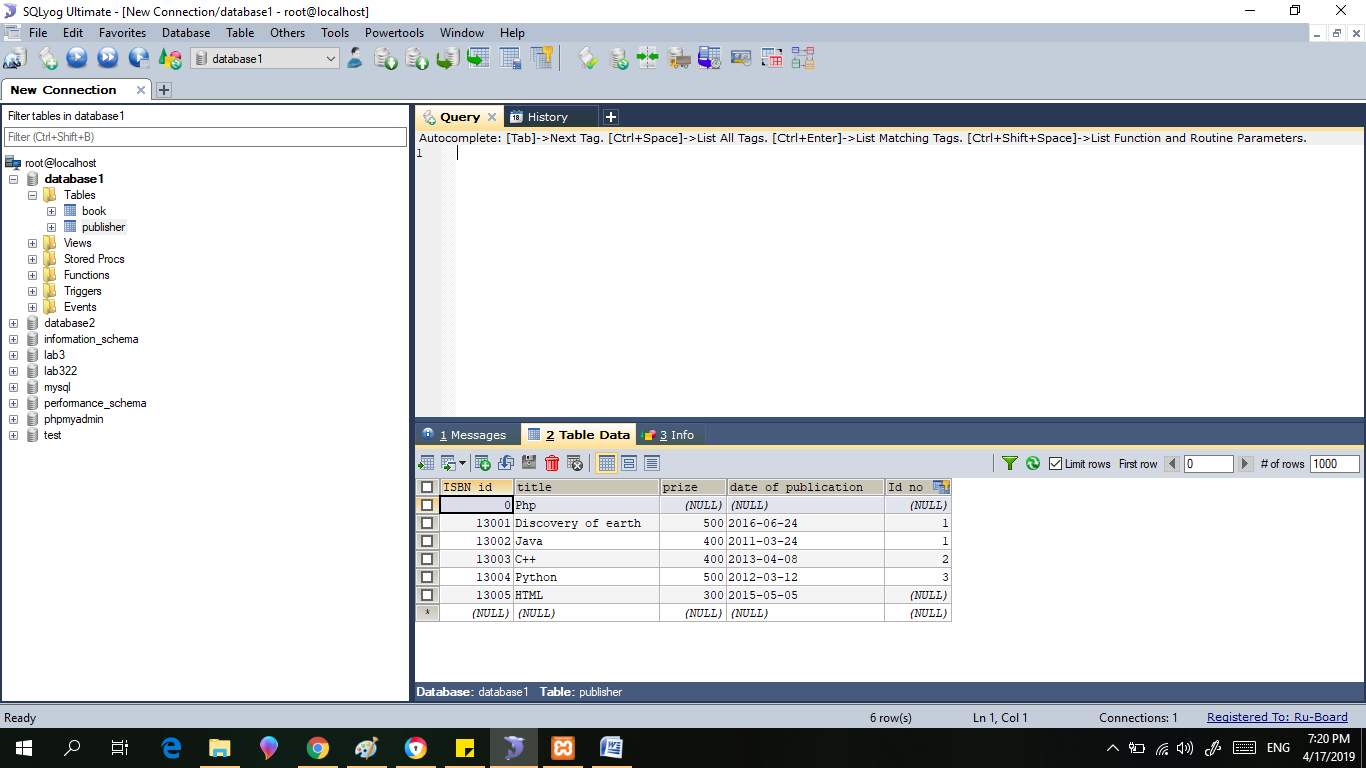 SQLyog Ultimate - [New Connection/database1 - root@localhost]
File Edit Favorites Database Table Others Tools Powertools Window Help
database1
New Connection
Filter tables in database1
Filter (Ctrl+Shift+B)
root@localhost
database1
Tables
book
publisher
Views
Stored Procs
Functions
Triggers
Events
database2
information_schema
lab3
lab322
mysql
performance_schema
phpmyadmin
test
Query 18 History
Autocomplete: [Tab]->Next Tag. [Ctrl+Space]->List All Tags. [Ctrl+Enter]->List Matching Tags. [Ctrl+Shift+Space]->List Function and Routine Parameters.
1
1 Messages 2 Table Data 3 Info
Limit rows First row 0 # of rows 1000
ISBN id title prize date of publication Id no
0 Php (NULL) (NULL) (NULL)
13001 Discovery of earth 500 2016-06-24 1
13002 Java 400 2011-03-24 1
13003 C++ 400 2013-04-08 2
13004 Python 500 2012-03-12 3
13005 HTML 300 2015-05-05 (NULL)
* (NULL) (NULL) (NULL) (NULL) (NULL)
Database: database1 Table: publisher
Ready 6 row(s) Ln 1, Col 1 Connections: 1 Registered To: Ru-Board
ENG 7:20 PM
4/17/2019